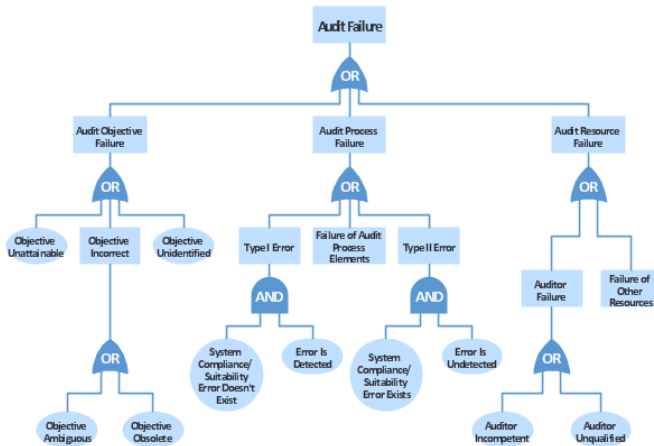 Audit Failure
OR
Audit Objective
Failure
Audit Process
Failure
Audit Resource
Failure
OR
OR
OR
Objective
Unattainable
Objective
Incorrect
Objective
Unidentified
Type I Error
Failure of Audit
Process
Elements
Type II Error
Auditor
Failure
Failure of
Other
Resources
AND
AND
OR
System
Compliance/
Suitability
Error Doesn't
Exist
Error Is
Detected
System
Compliance/
Suitability
Error Exists
Error Is
Undetected
OR
Objective
Ambiguous
Objective
Obsolete
Auditor
Incompetent
Auditor
Unqualified